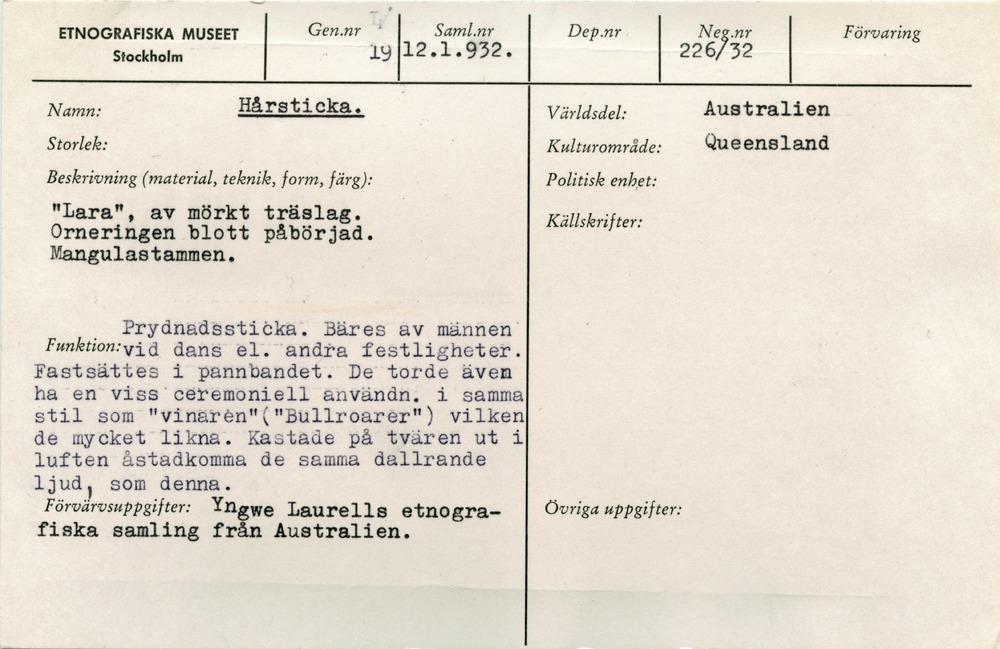 ETNOGRAFISKA MUSEET
Stockholm
Gen.nr Saml.nr Dep.nr Neg.nr Förvaring
19 12.1.932. 226/32
Namn: Hårsticka.
Storlek:
Beskrivning (material, teknik, form, färg):
"Lara", av mörkt träslag.
Orneringen blott påbörjad.
Mangulastammen.
Prydnadssticka. Bäres av männen
Funktion: vid dans el. andra festligheter.
Fastsättes i pannbandet. De torde även
ha en viss ceremoniell användn. i samma
stil som "vinaren"("Bullroarer") vilken
de mycket likna. Kastade på tvären ut i
luften åstadkomma de samma dallrande
ljud, som denna.
Förvärvsuppgifter: Yngwe Laurells etnogra-
fiska samling från Australien.
Världsdel: Australien
Kulturområde: Queensland
Politisk enhet:
Källskrifter:
Övriga uppgifter: